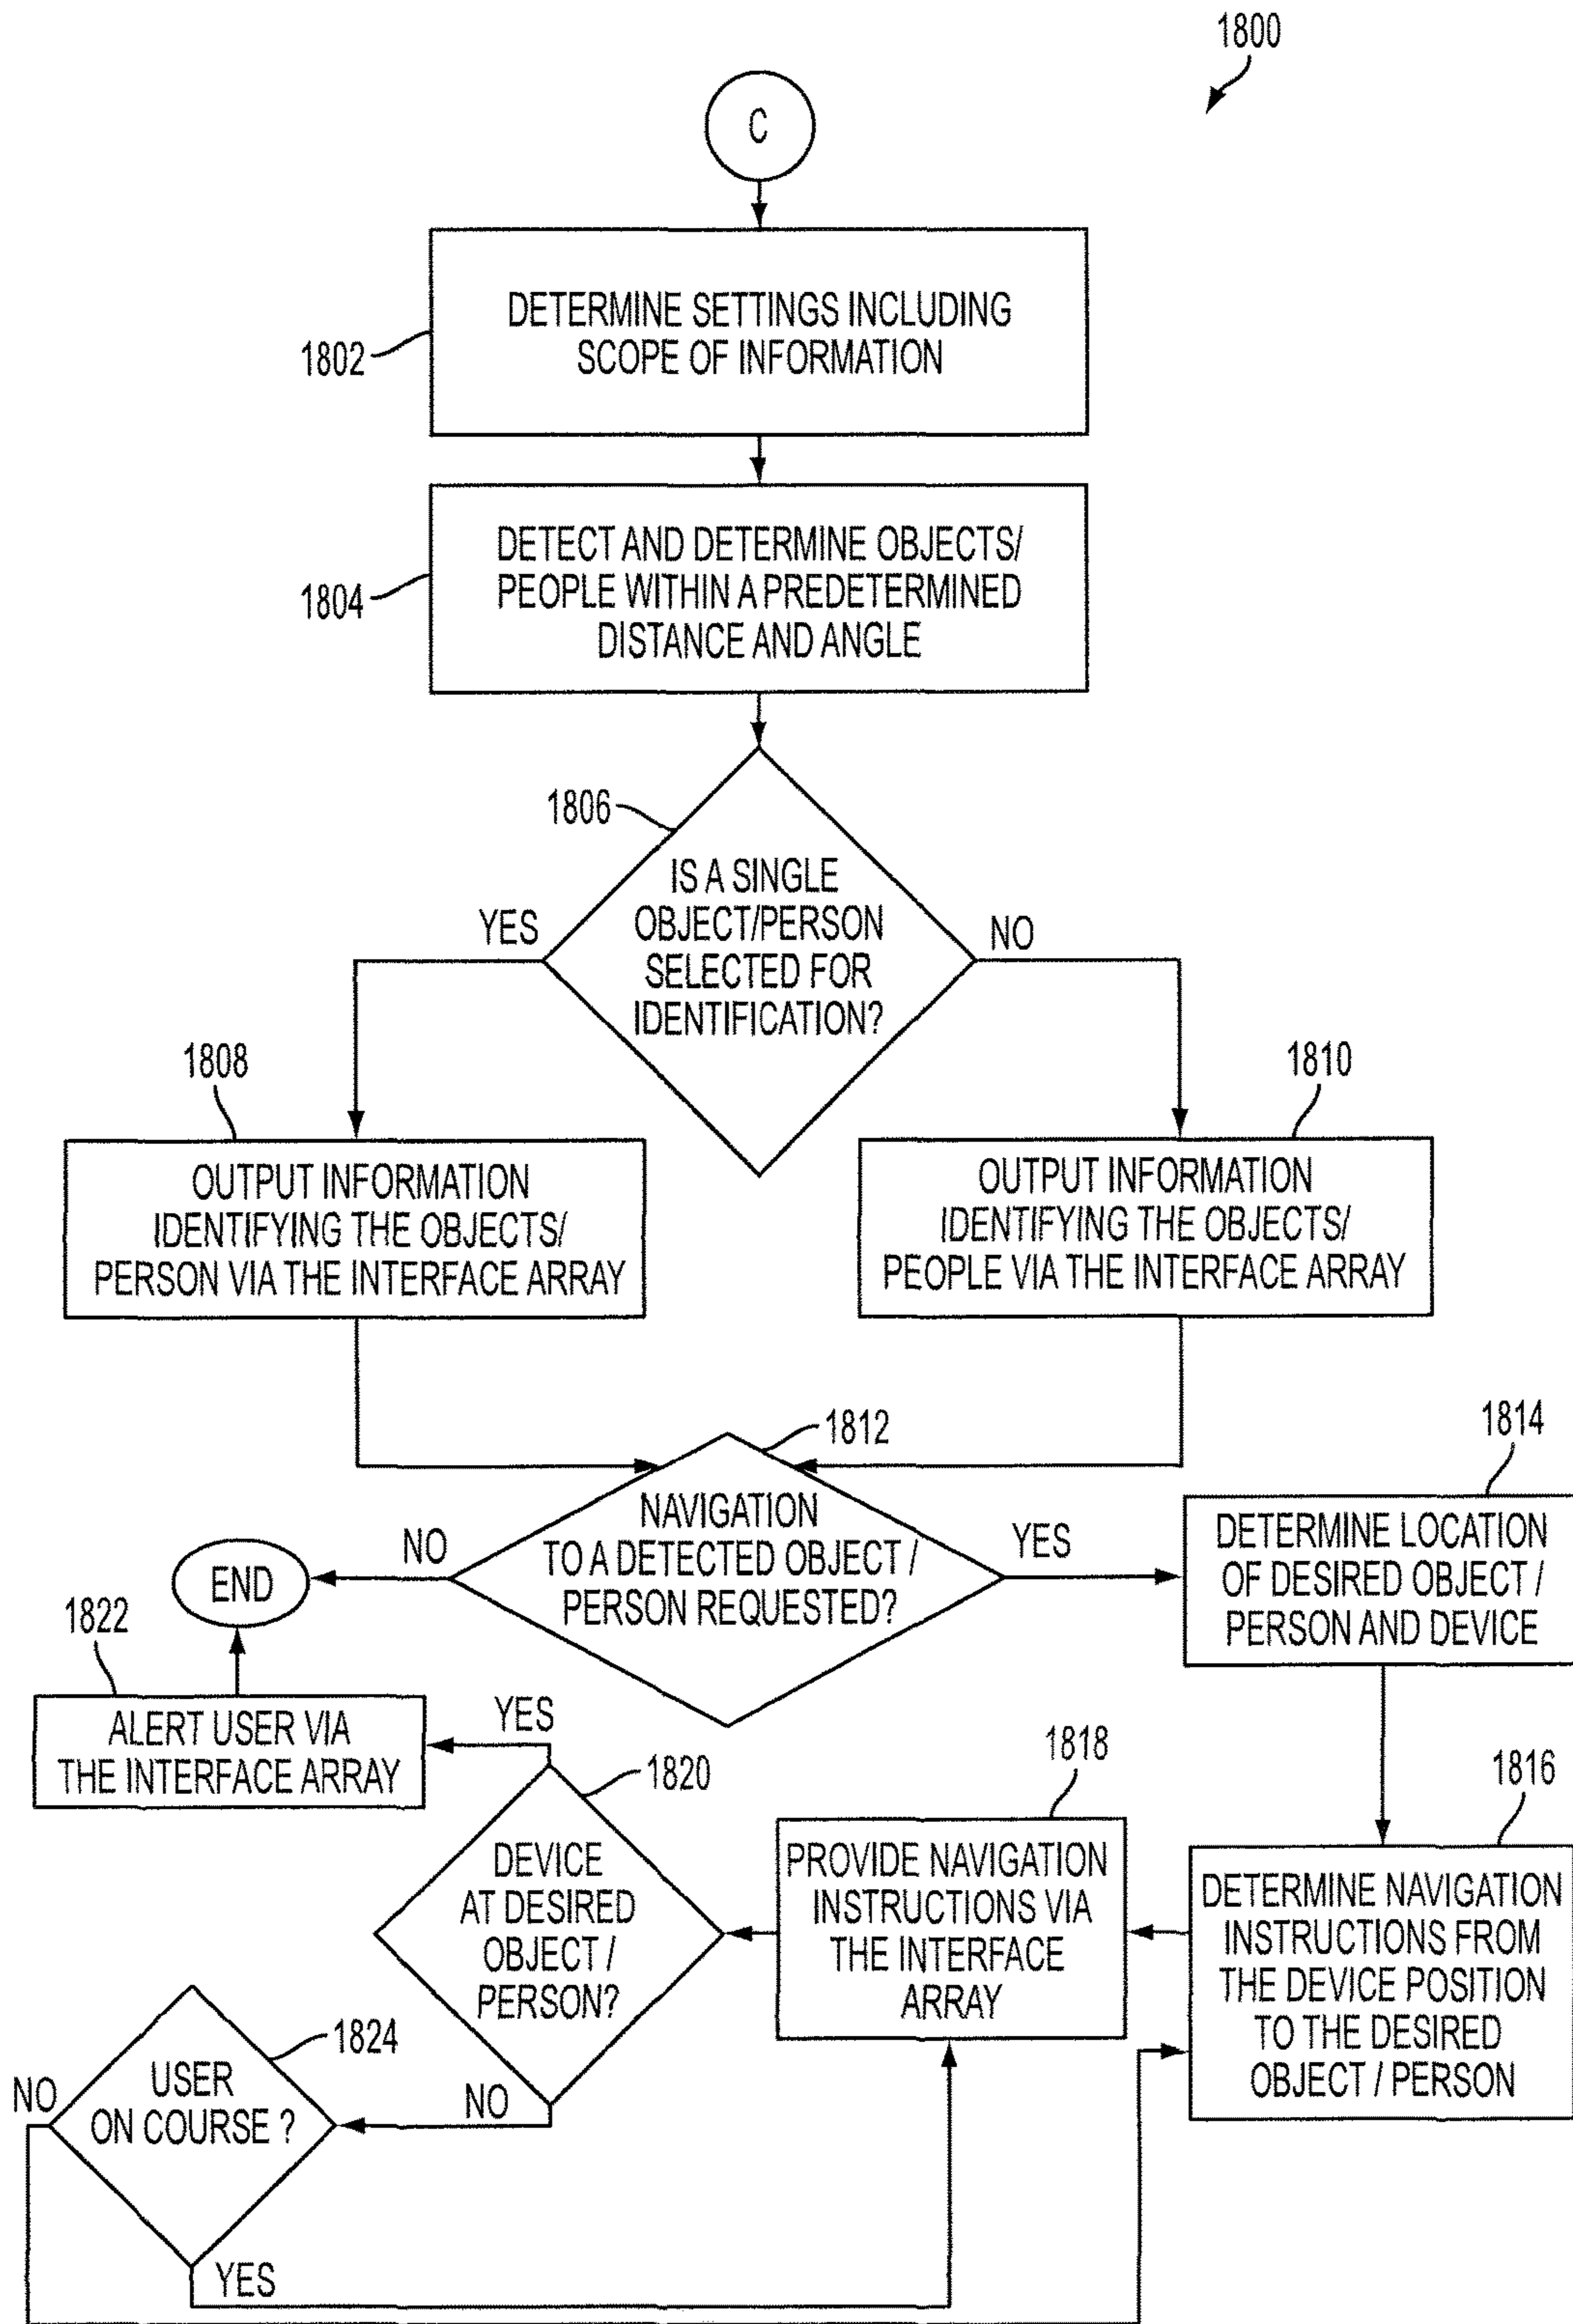 1800
C
1802
DETERMINE SETTINGS INCLUDING
SCOPE OF INFORMATION
1804
DETECT AND DETERMINE OBJECTS/
PEOPLE WITHIN A PREDETERMINED
DISTANCE AND ANGLE
1806
IS A SINGLE
OBJECT/PERSON
SELECTED FOR
IDENTIFICATION?
YES
NO
1808
OUTPUT INFORMATION
IDENTIFYING THE OBJECTS/
PERSON VIA THE INTERFACE ARRAY
1810
OUTPUT INFORMATION
IDENTIFYING THE OBJECTS/
PEOPLE VIA THE INTERFACE ARRAY
1812
NAVIGATION
TO A DETECTED OBJECT /
PERSON REQUESTED?
NO
END
YES
1814
DETERMINE LOCATION
OF DESIRED OBJECT /
PERSON AND DEVICE
1816
DETERMINE NAVIGATION
INSTRUCTIONS FROM
THE DEVICE POSITION
TO THE DESIRED
OBJECT / PERSON
1818
PROVIDE NAVIGATION
INSTRUCTIONS VIA
THE INTERFACE
ARRAY
1820
DEVICE
AT DESIRED
OBJECT /
PERSON?
YES
1822
ALERT USER VIA
THE INTERFACE ARRAY
NO
1824
USER
ON COURSE ?
NO
YES